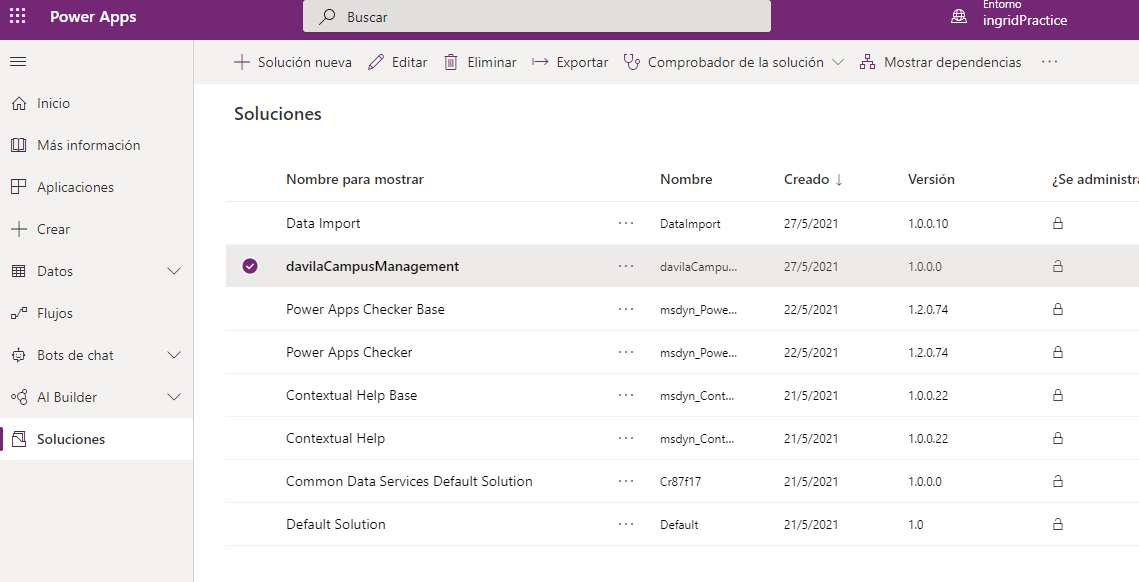 Power Apps
Buscar
Entorno
ingridPractice
Solución nueva Editar Eliminar Exportar Comprobador de la solución Mostrar dependencias ...
Inicio
Más información
Aplicaciones
Crear
Datos
Flujos
Bots de chat
AI Builder
Soluciones
Soluciones
Nombre para mostrar Nombre Creado ↓ Versión ¿Se administra
Data Import ... DataImport 27/5/2021 1.0.0.10
davilaCampusManagement ... davilaCampu... 27/5/2021 1.0.0.0
Power Apps Checker Base ... msdyn_Powe... 22/5/2021 1.2.0.74
Power Apps Checker ... msdyn_Powe... 22/5/2021 1.2.0.74
Contextual Help Base ... msdyn_Cont... 21/5/2021 1.0.0.22
Contextual Help ... msdyn_Cont... 21/5/2021 1.0.0.22
Common Data Services Default Solution ... Cr87f17 21/5/2021 1.0.0.0
Default Solution ... Default 21/5/2021 1.0